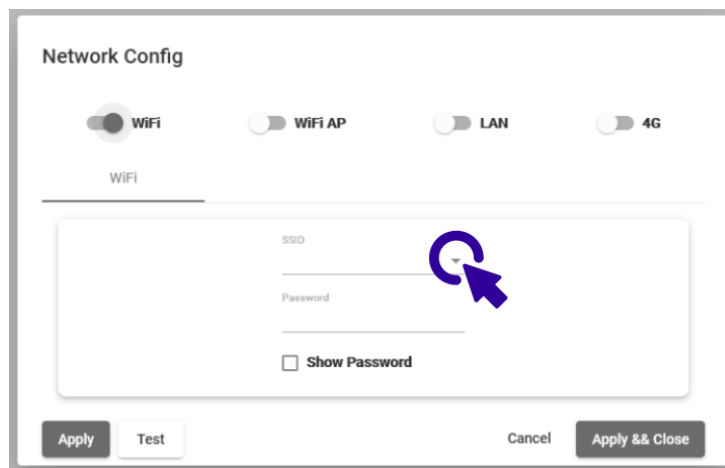 Network Config
WiFi WiFi AP LAN 4G
WiFi
SSID
Password
Show Password
Apply Test Cancel Apply && Close